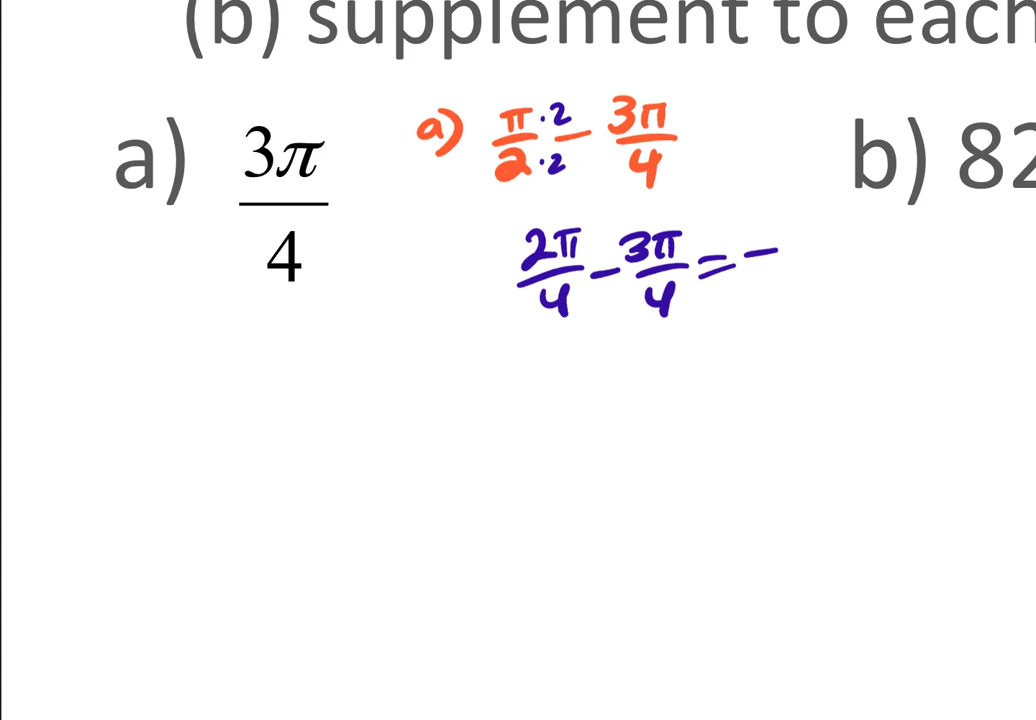 (b) supplement to each
a) 3π/4
a) π·2/2·2 − 3π/4
b) 82
2π/4 − 3π/4 = −